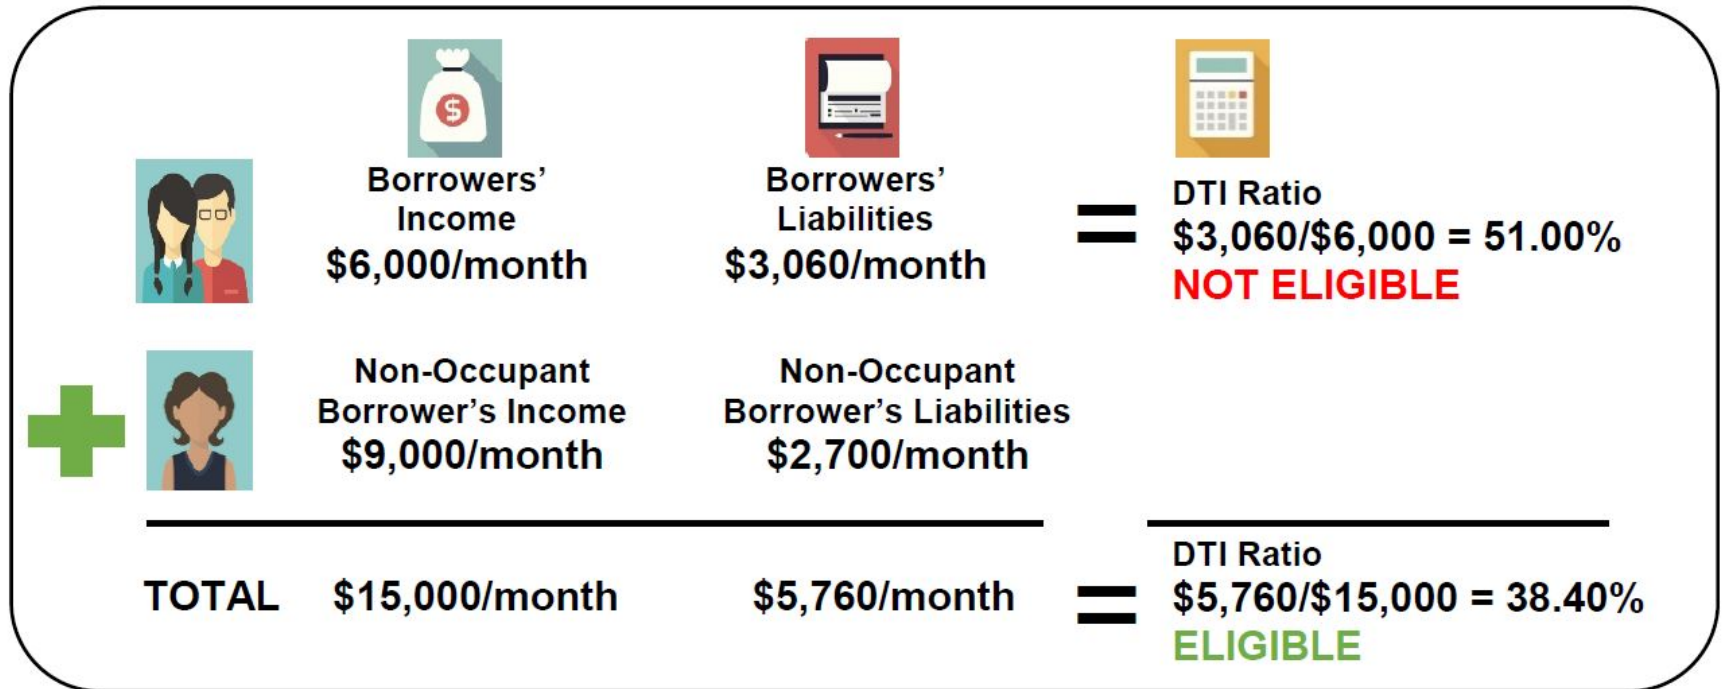 $
Borrowers'
Income
$6,000/month
Borrowers'
Liabilities
$3,060/month
=
DTI Ratio
$3,060/$6,000 = 51.00%
NOT ELIGIBLE
Non-Occupant
Borrower's Income
$9,000/month
Non-Occupant
Borrower's Liabilities
$2,700/month
TOTAL
$15,000/month
$5,760/month
=
DTI Ratio
$5,760/$15,000 = 38.40%
ELIGIBLE